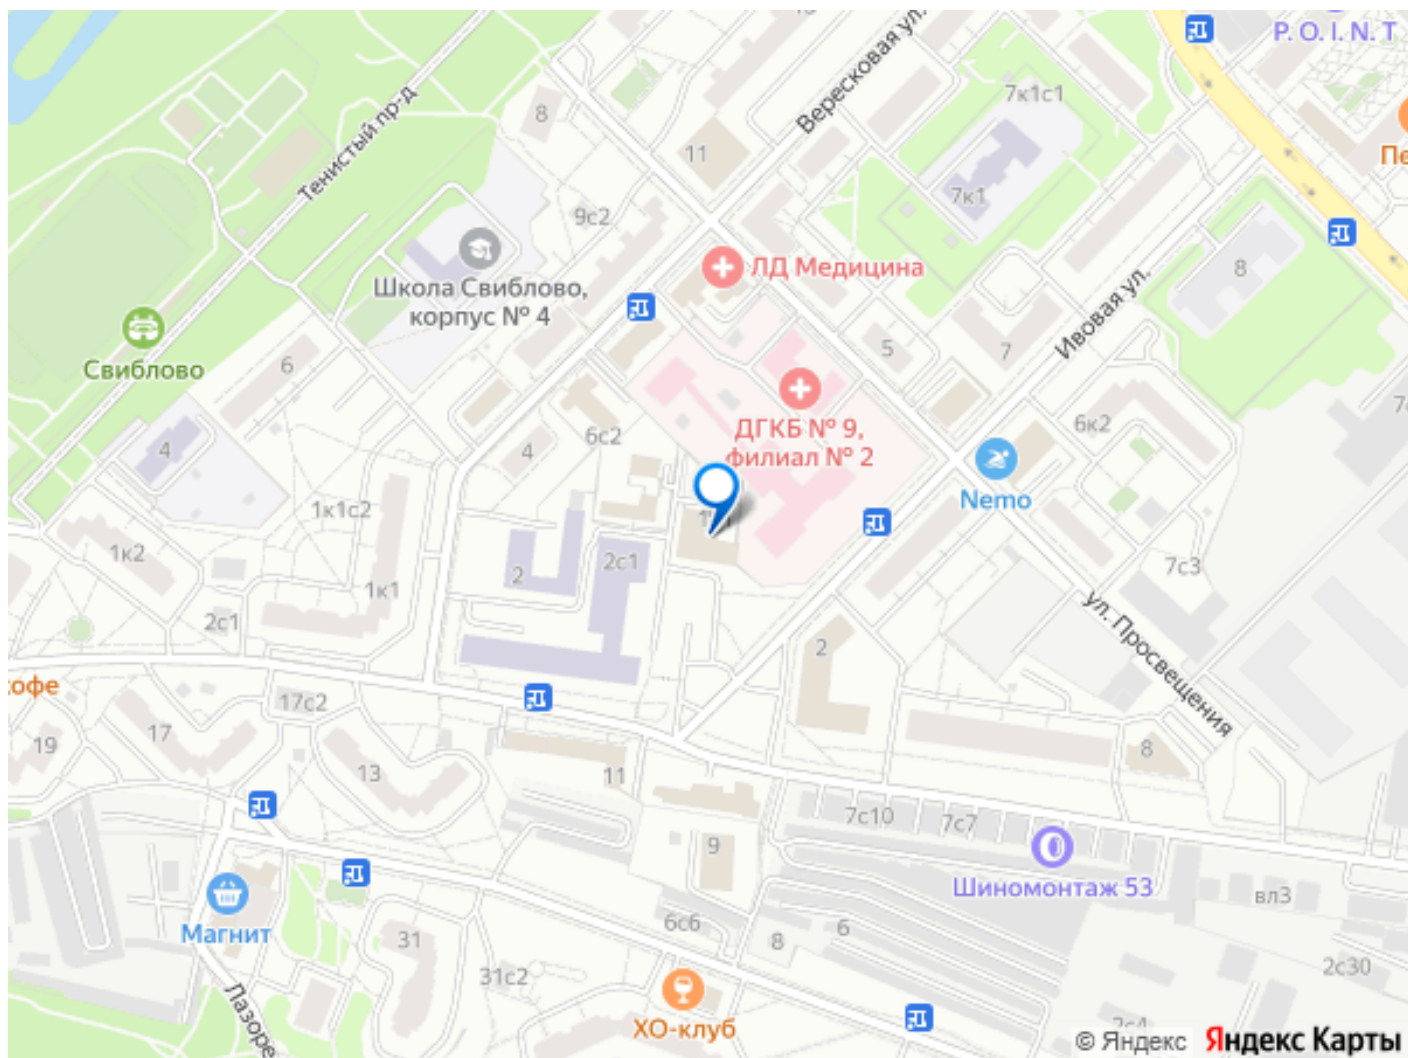 P.O.I.N.T
Вересковая ул.
7к1с1
Тенистый пр-д
8
11
Пе
7к1
9с2
ЛД Медицина
8
Школа Свиблово,
корпус № 4
Ивовая ул.
5
7
Свиблово
6
ДГКБ № 9,
филиал № 2
6к2
4
6с2
4
Nemo
1к1с2
1к2
2с1
7с3
2
1к1
2с1
ул. Просвещения
2
кофе
17с2
17
19
8
13
11
7с10
7с7
9
Шиномонтаж 53
вл3
Магнит
6с6
31
8
6
31с2
2с30
Лазоре
ХО-клуб
2с4
© Яндекс Яндекс Карты